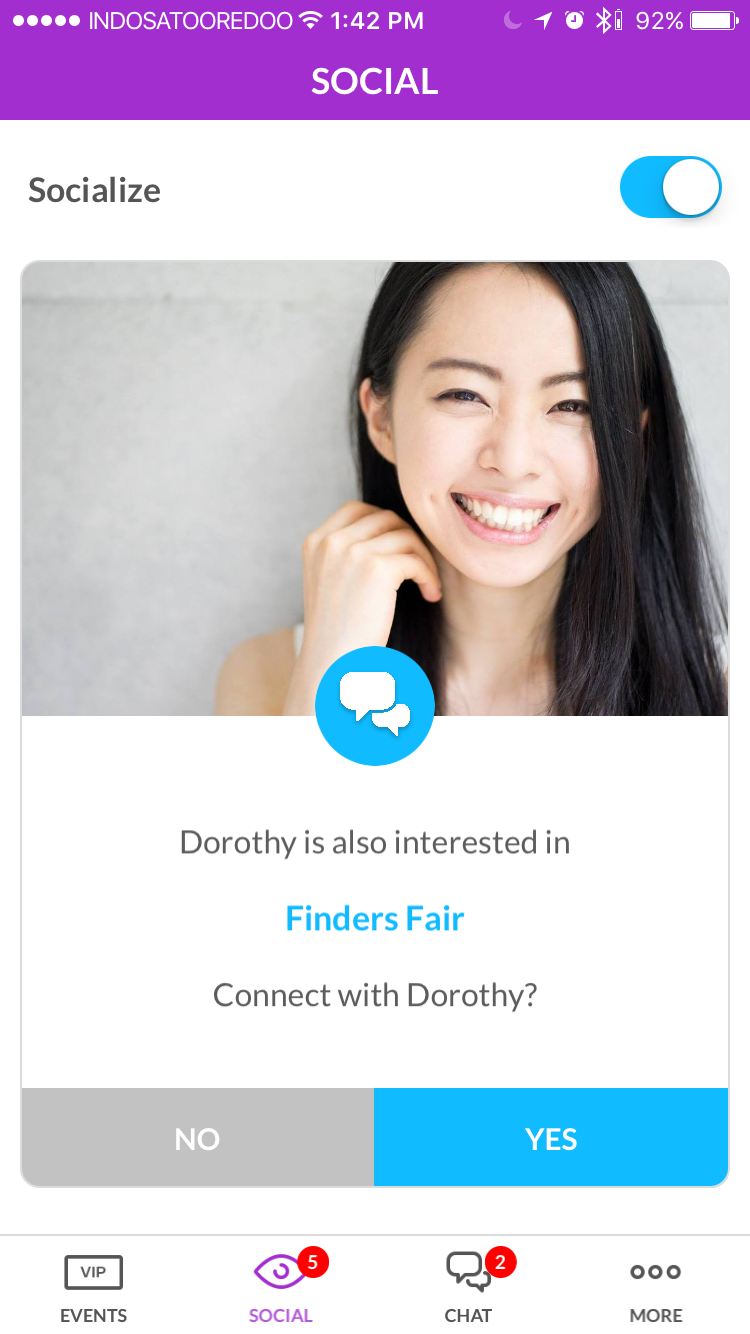 INDOSATOOREDOO 1:42 PM 92%
SOCIAL
Socialize
Dorothy is also interested in
Finders Fair
Connect with Dorothy?
NO YES
VIP 5 2
EVENTS SOCIAL CHAT MORE